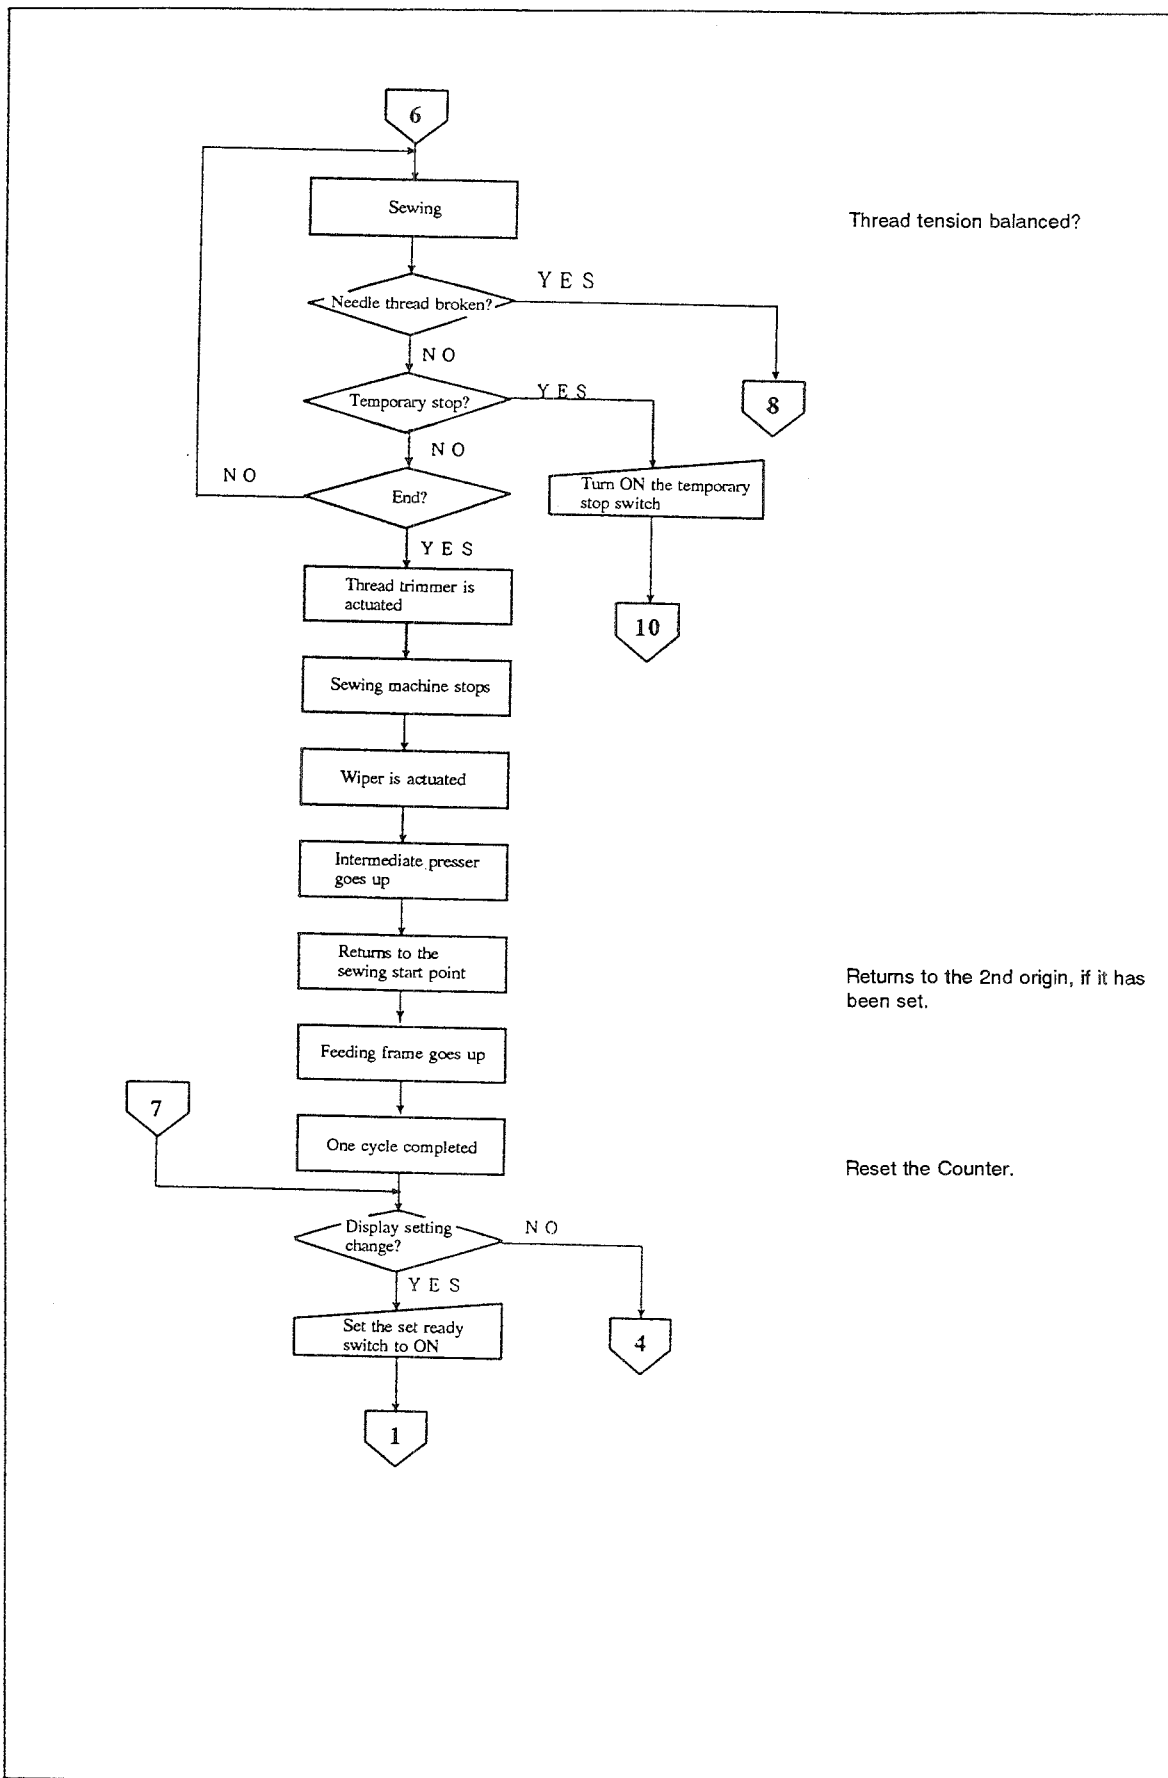 6
Sewing
Thread tension balanced?
Needle thread broken?
YES
NO
8
Temporary stop?
YES
NO
Turn ON the temporary
stop switch
10
End?
NO
YES
Thread trimmer is
actuated
Sewing machine stops
Wiper is actuated
Intermediate presser
goes up
Returns to the
sewing start point
Returns to the 2nd origin, if it has
been set.
Feeding frame goes up
7
One cycle completed
Reset the Counter.
Display setting
change?
NO
YES
4
Set the set ready
switch to ON
1